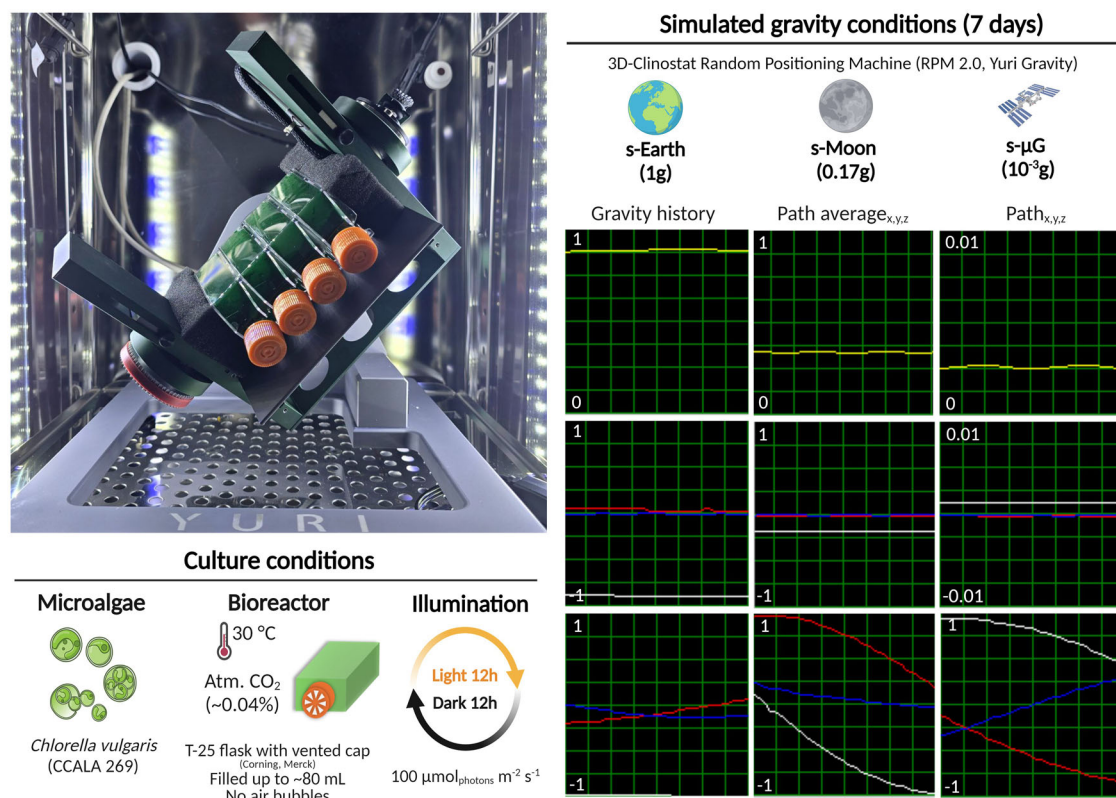 YURI
Culture conditions
Microalgae
Chlorella vulgaris
(CCALA 269)
Bioreactor
30 °C
Atm. CO2
(~0.04%)
T-25 flask with vented cap
(Corning, Merck)
Filled up to ~80 mL
No air bubbles
Illumination
Light 12h
Dark 12h
100 µmolphotons m-2 s-1
Simulated gravity conditions (7 days)
3D-Clinostat Random Positioning Machine (RPM 2.0, Yuri Gravity)
s-Earth
(1g)
s-Moon
(0.17g)
s-µG
(10-3g)
Gravity history
Path averagex,y,z
Pathx,y,z
1
0
1
0
0.01
0
1
-1
1
-1
0.01
-0.01
1
-1
1
-1
1
-1